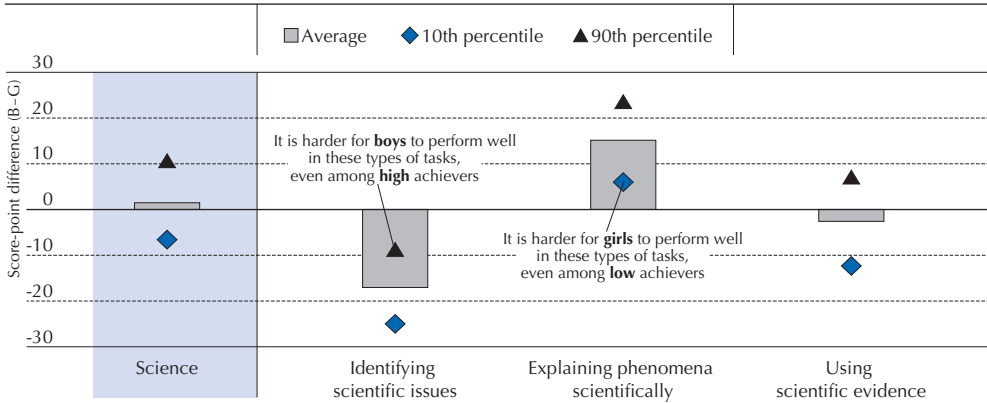 Average 10th percentile 90th percentile
Score-point difference (B – G)
30
20
10
0
-10
-20
-30
It is harder for boys to perform well
in these types of tasks,
even among high achievers
It is harder for girls to perform well
in these types of tasks,
even among low achievers
Science
Identifying
scientific issues
Explaining phenomena
scientifically
Using
scientific evidence